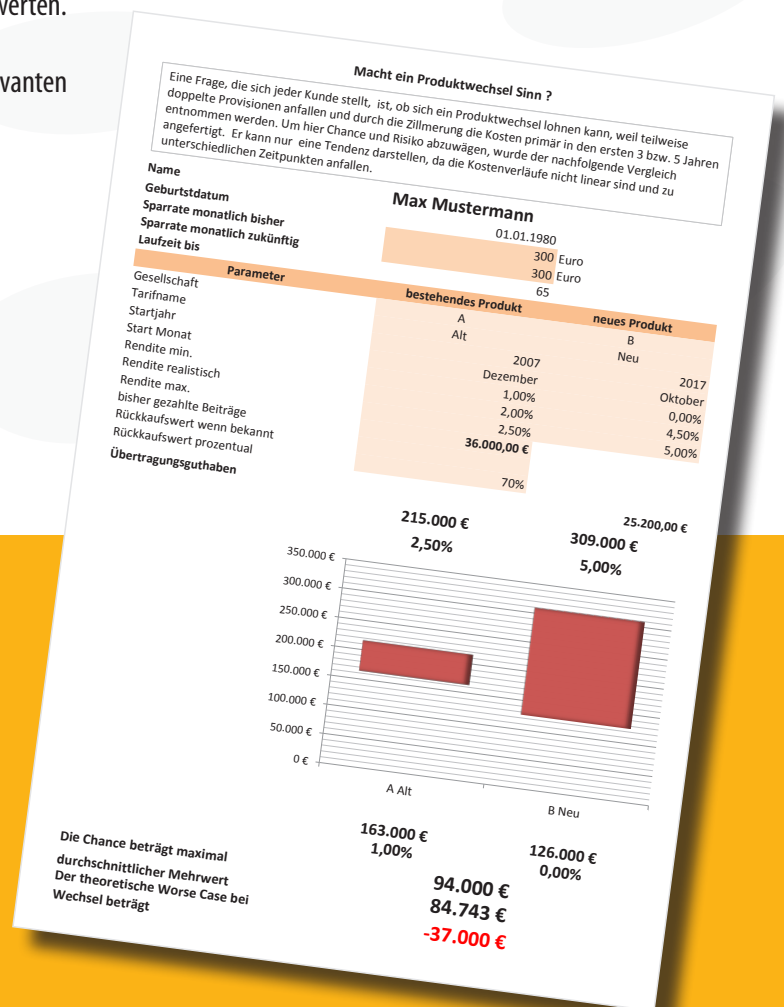 werten.
vanten
Macht ein Produktwechsel Sinn ?
Eine Frage, die sich jeder Kunde stellt, ist, ob sich ein Produktwechsel lohnen kann, weil teilweise
doppelte Provisionen anfallen und durch die Zillmerung die Kosten primär in den ersten 3 bzw. 5 Jahren
entnommen werden. Um hier Chance und Risiko abzuwägen, wurde der nachfolgende Vergleich
angefertigt. Er kann nur eine Tendenz darstellen, da die Kostenverläufe nicht linear sind und zu
unterschiedlichen Zeitpunkten anfallen.
Name Max Mustermann
Geburtstdatum 01.01.1980
Sparrate monatlich bisher 300 Euro
Sparrate monatlich zukünftig 300 Euro
Laufzeit bis 65
Parameter bestehendes Produkt neues Produkt
Gesellschaft A B
Tarifname Alt Neu
Startjahr 2007 2017
Start Monat Dezember Oktober
Rendite min. 1,00% 0,00%
Rendite realistisch 2,00% 4,50%
Rendite max. 2,50% 5,00%
bisher gezahlte Beiträge 36.000,00 €
Rückkaufswert wenn bekannt
Rückkaufswert prozentual 70%
Übertragungsguthaben 25.200,00 €
215.000 € 309.000 €
2,50% 5,00%
350.000 €
300.000 €
250.000 €
200.000 €
150.000 €
100.000 €
50.000 €
0 €
A Alt B Neu
163.000 € 126.000 €
1,00% 0,00%
Die Chance beträgt maximal 94.000 €
durchschnittlicher Mehrwert 84.743 €
Der theoretische Worse Case bei
Wechsel beträgt -37.000 €